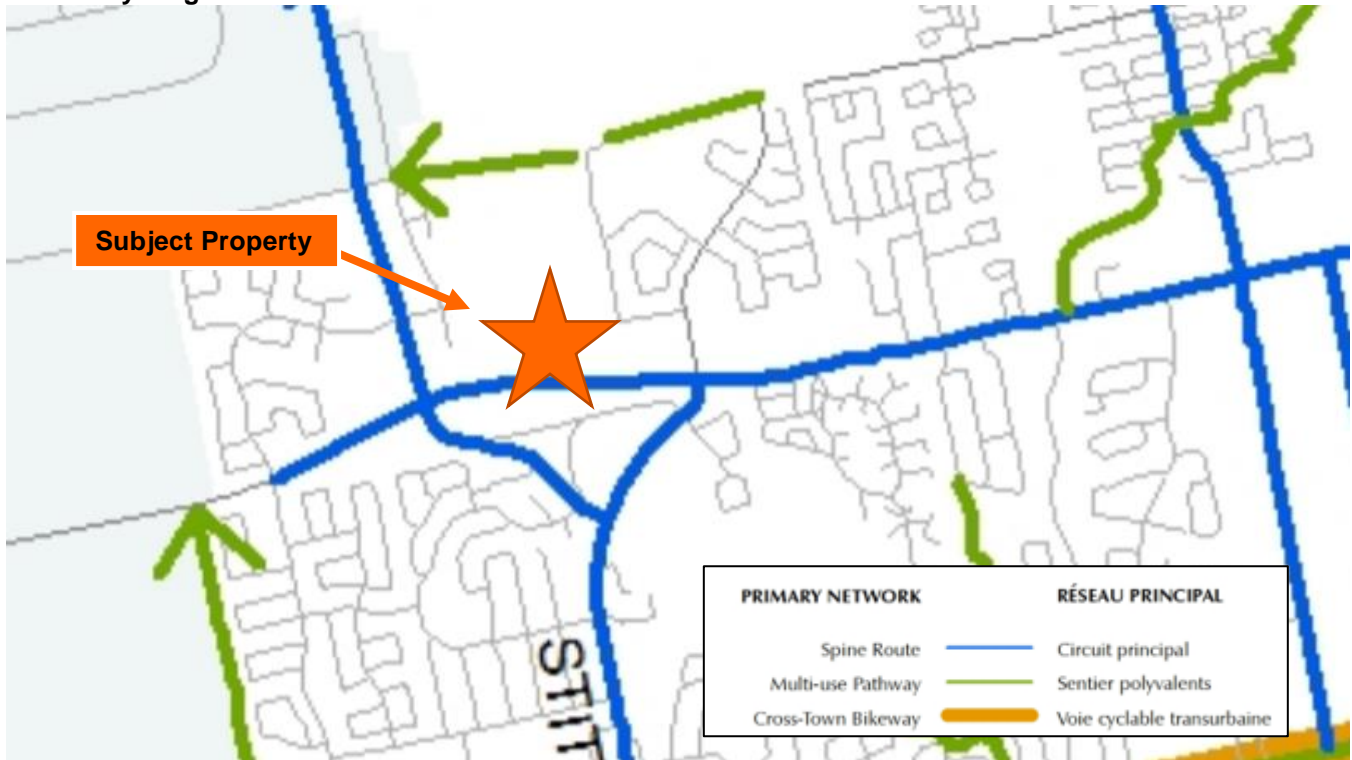 Subject Property
STIT
PRIMARY NETWORK RÉSEAU PRINCIPAL
Spine Route Circuit principal
Multi-use Pathway Sentier polyvalents
Cross-Town Bikeway Voie cyclable transurbaine